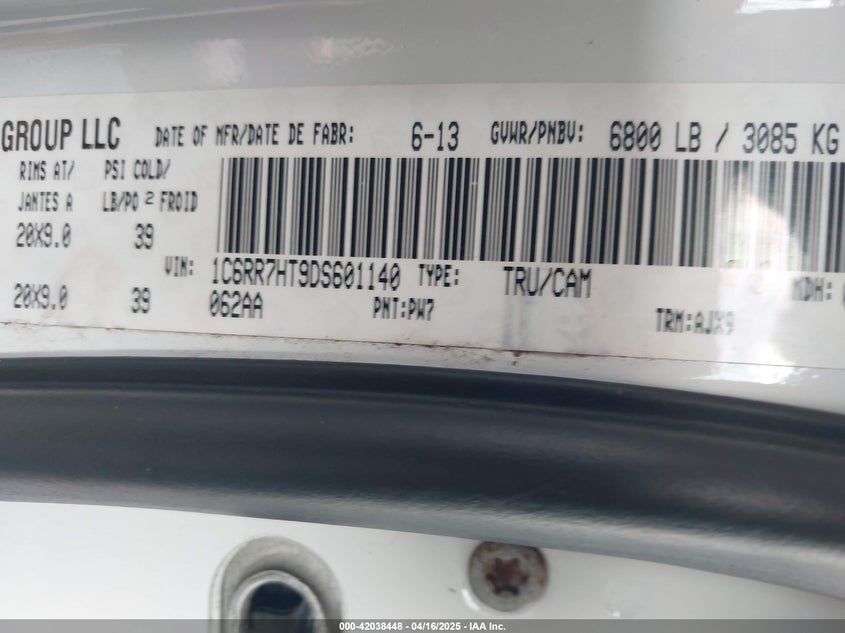 GROUP LLC DATE OF MFR/DATE DE FABR: 6-13 GVWR/PNBV: 6800 LB / 3085 KG
RIMS AT/ PSI COLD/
JANTES A LB/PO 2 FROID
20X9.0 39
VIN: 1C6RR7HT9DS601140 TYPE: TRU/CAM MDH:
20X9.0 39 062AA PNT:PW7 TRM:AJX9
000-42038448 - 04/16/2025 - IAA Inc.